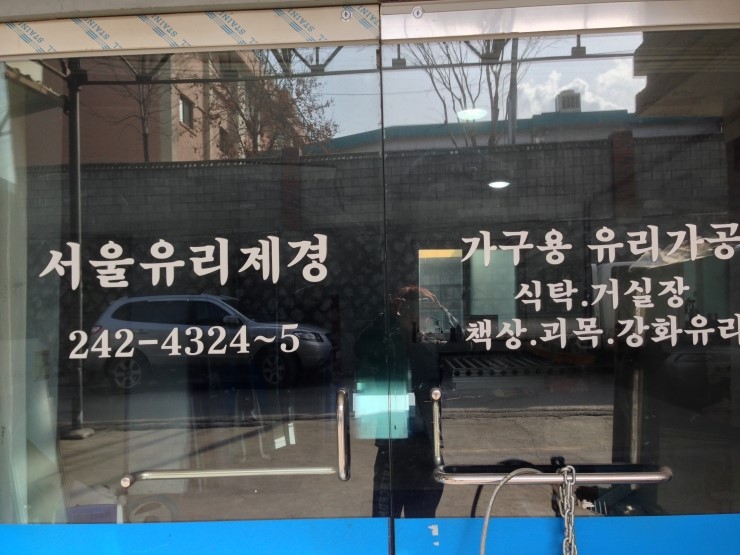 서울유리제경
242-4324~5
가구용 유리가공
식탁.거실장
책상.괴목.강화유리